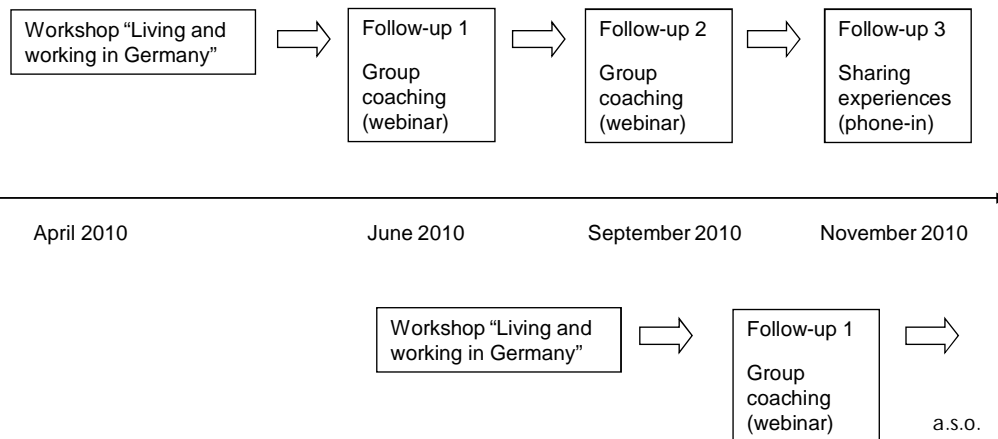 Workshop “Living and
working in Germany”
Follow-up 1
Group
coaching
(webinar)
Follow-up 2
Group
coaching
(webinar)
Follow-up 3
Sharing
experiences
(phone-in)
April 2010
June 2010
September 2010
November 2010
Workshop “Living and
working in Germany”
Follow-up 1
Group
coaching
(webinar)
a.s.o.